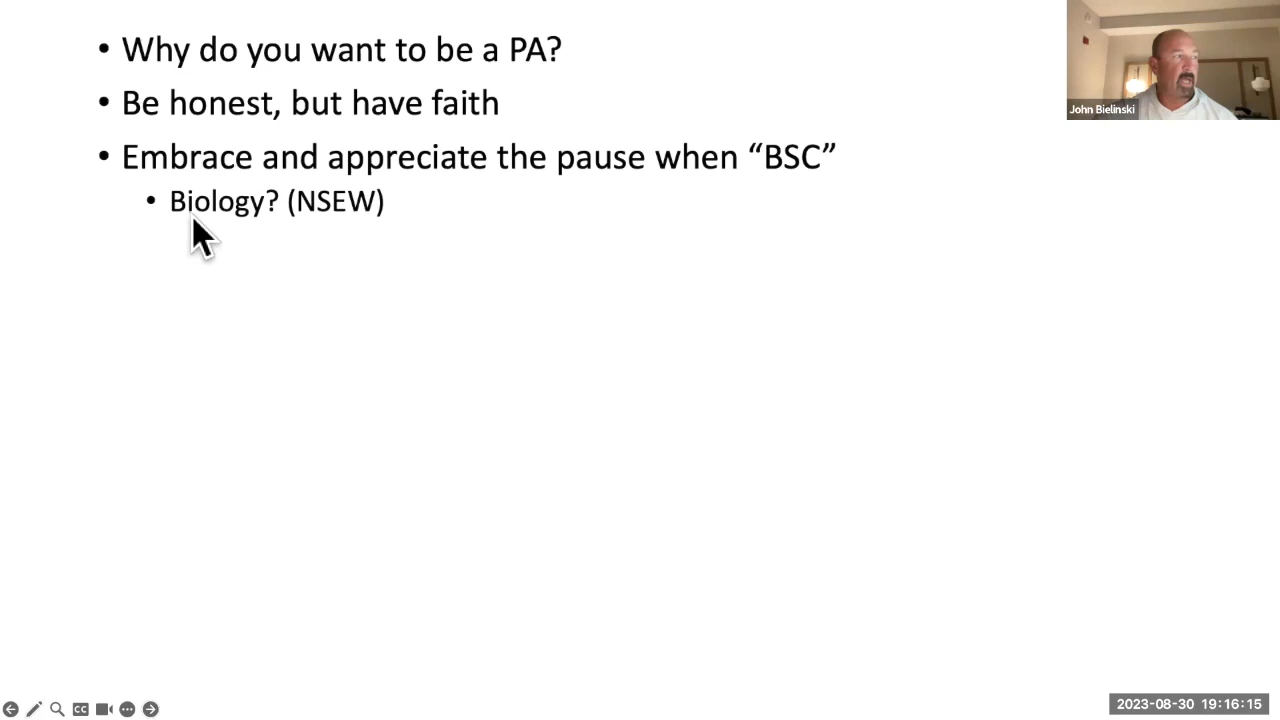 • Why do you want to be a PA?
• Be honest, but have faith
• Embrace and appreciate the pause when “BSC”
• Biology? (NSEW)
John Bielinski
CC
2023-08-30 19:16:15